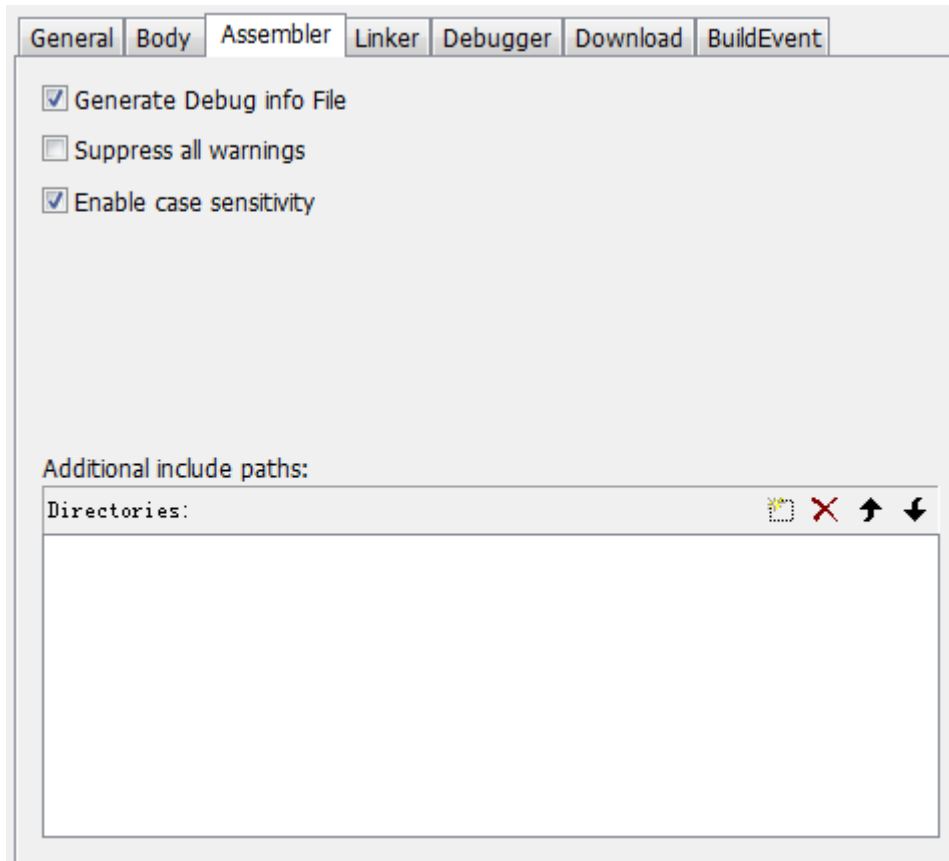 General Body Assembler Linker Debugger Download BuildEvent
Generate Debug info File
Suppress all warnings
Enable case sensitivity
Additional include paths:
Directories: